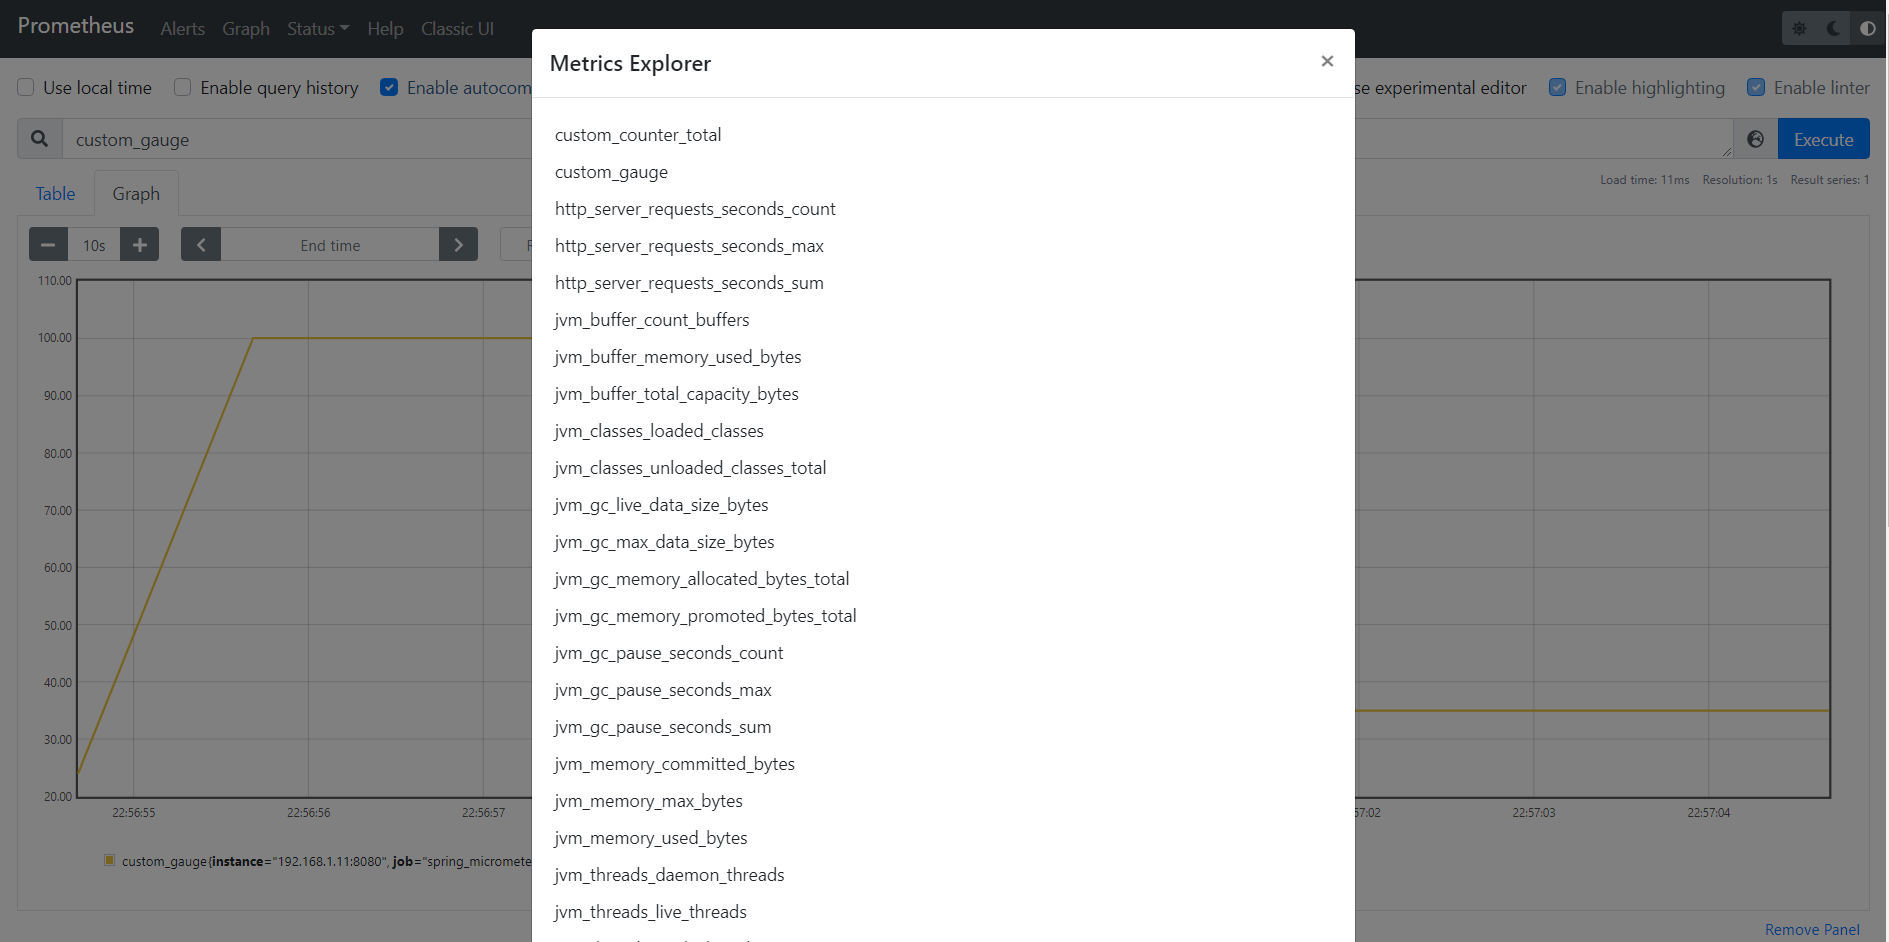 Prometheus Alerts Graph Status Help Classic UI
Metrics Explorer ×
Use local time Enable query history Enable autocom se experimental editor Enable highlighting Enable linter
custom_gauge Execute
Load time: 11ms Resolution: 1s Result series: 1
Table Graph
10s End time
110.00
100.00
90.00
80.00
70.00
60.00
50.00
40.00
30.00
20.00
22:56:55 22:56:56 22:56:57 57:02 22:57:03 22:57:04
custom_gauge{instance="192.168.1.11:8080", job="spring_micromete
custom_counter_total
custom_gauge
http_server_requests_seconds_count
http_server_requests_seconds_max
http_server_requests_seconds_sum
jvm_buffer_count_buffers
jvm_buffer_memory_used_bytes
jvm_buffer_total_capacity_bytes
jvm_classes_loaded_classes
jvm_classes_unloaded_classes_total
jvm_gc_live_data_size_bytes
jvm_gc_max_data_size_bytes
jvm_gc_memory_allocated_bytes_total
jvm_gc_memory_promoted_bytes_total
jvm_gc_pause_seconds_count
jvm_gc_pause_seconds_max
jvm_gc_pause_seconds_sum
jvm_memory_committed_bytes
jvm_memory_max_bytes
jvm_memory_used_bytes
jvm_threads_daemon_threads
jvm_threads_live_threads
Remove Panel